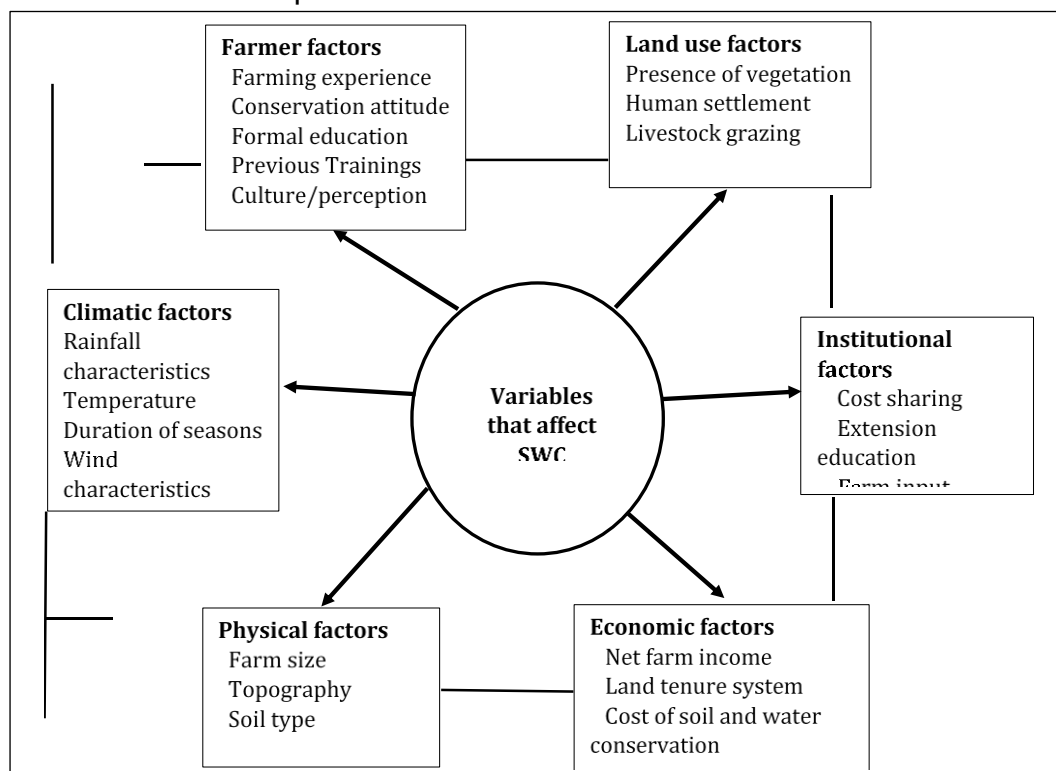 Farmer factors
Farming experience
Conservation attitude
Formal education
Previous Trainings
Culture/perception
Land use factors
Presence of vegetation
Human settlement
Livestock grazing
Climatic factors
Rainfall
characteristics
Temperature
Duration of seasons
Wind
characteristics
Variables
that affect
SWC
Institutional
factors
Cost sharing
Extension
education
Farm input
Physical factors
Farm size
Topography
Soil type
Economic factors
Net farm income
Land tenure system
Cost of soil and water
conservation